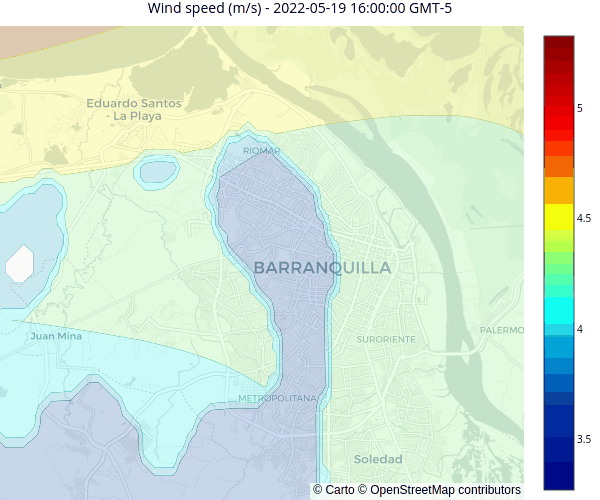 Wind speed (m/s) - 2022-05-19 16:00:00 GMT-5
Eduardo Santos
- La Playa
RIOMAR
BARRANQUILLA
Juan Mina
SURORIENTE
PALERMO
METROPOLITANA
Soledad
© Carto © OpenStreetMap contributors
5
4.5
4
3.5